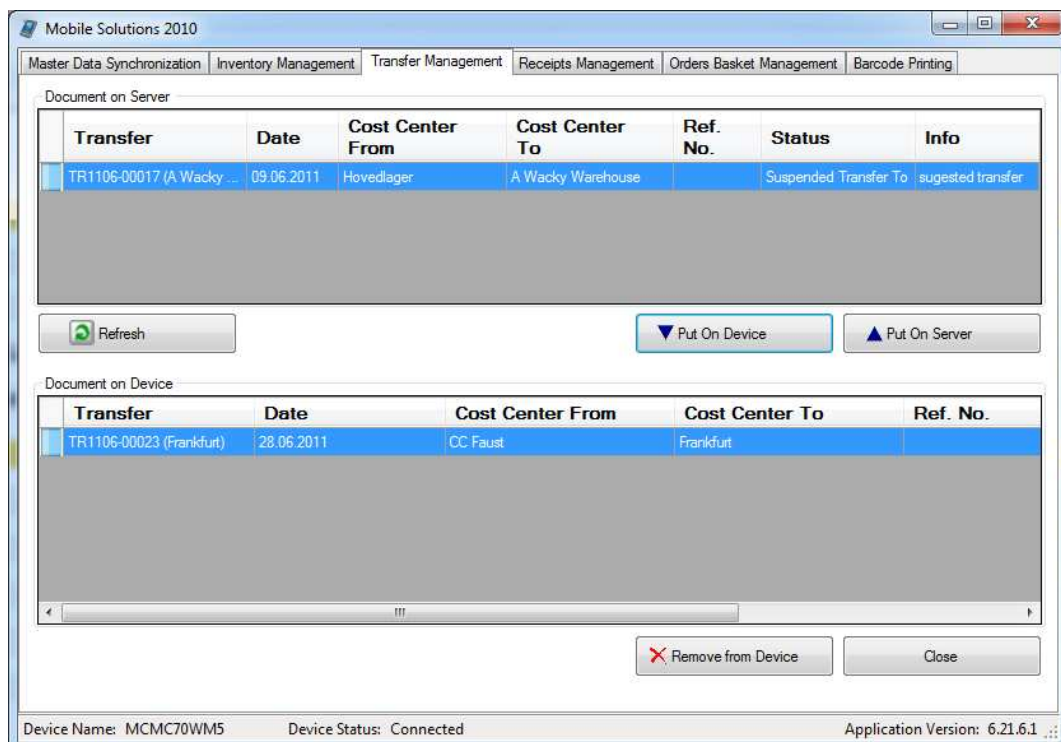 Mobile Solutions 2010
Master Data Synchronization Inventory Management Transfer Management Receipts Management Orders Basket Management Barcode Printing
Document on Server
Transfer Date Cost Center From Cost Center To Ref. No. Status Info
TR1106-00017 (A Wacky ... 09.06.2011 Hovedlager A Wacky Warehouse Suspended Transfer To sugested transfer
Refresh Put On Device Put On Server
Document on Device
Transfer Date Cost Center From Cost Center To Ref. No.
TR1106-00023 (Frankfurt) 28.06.2011 CC Faust Frankfurt
Remove from Device Close
Device Name: MCMC70WM5 Device Status: Connected Application Version: 6.21.6.1